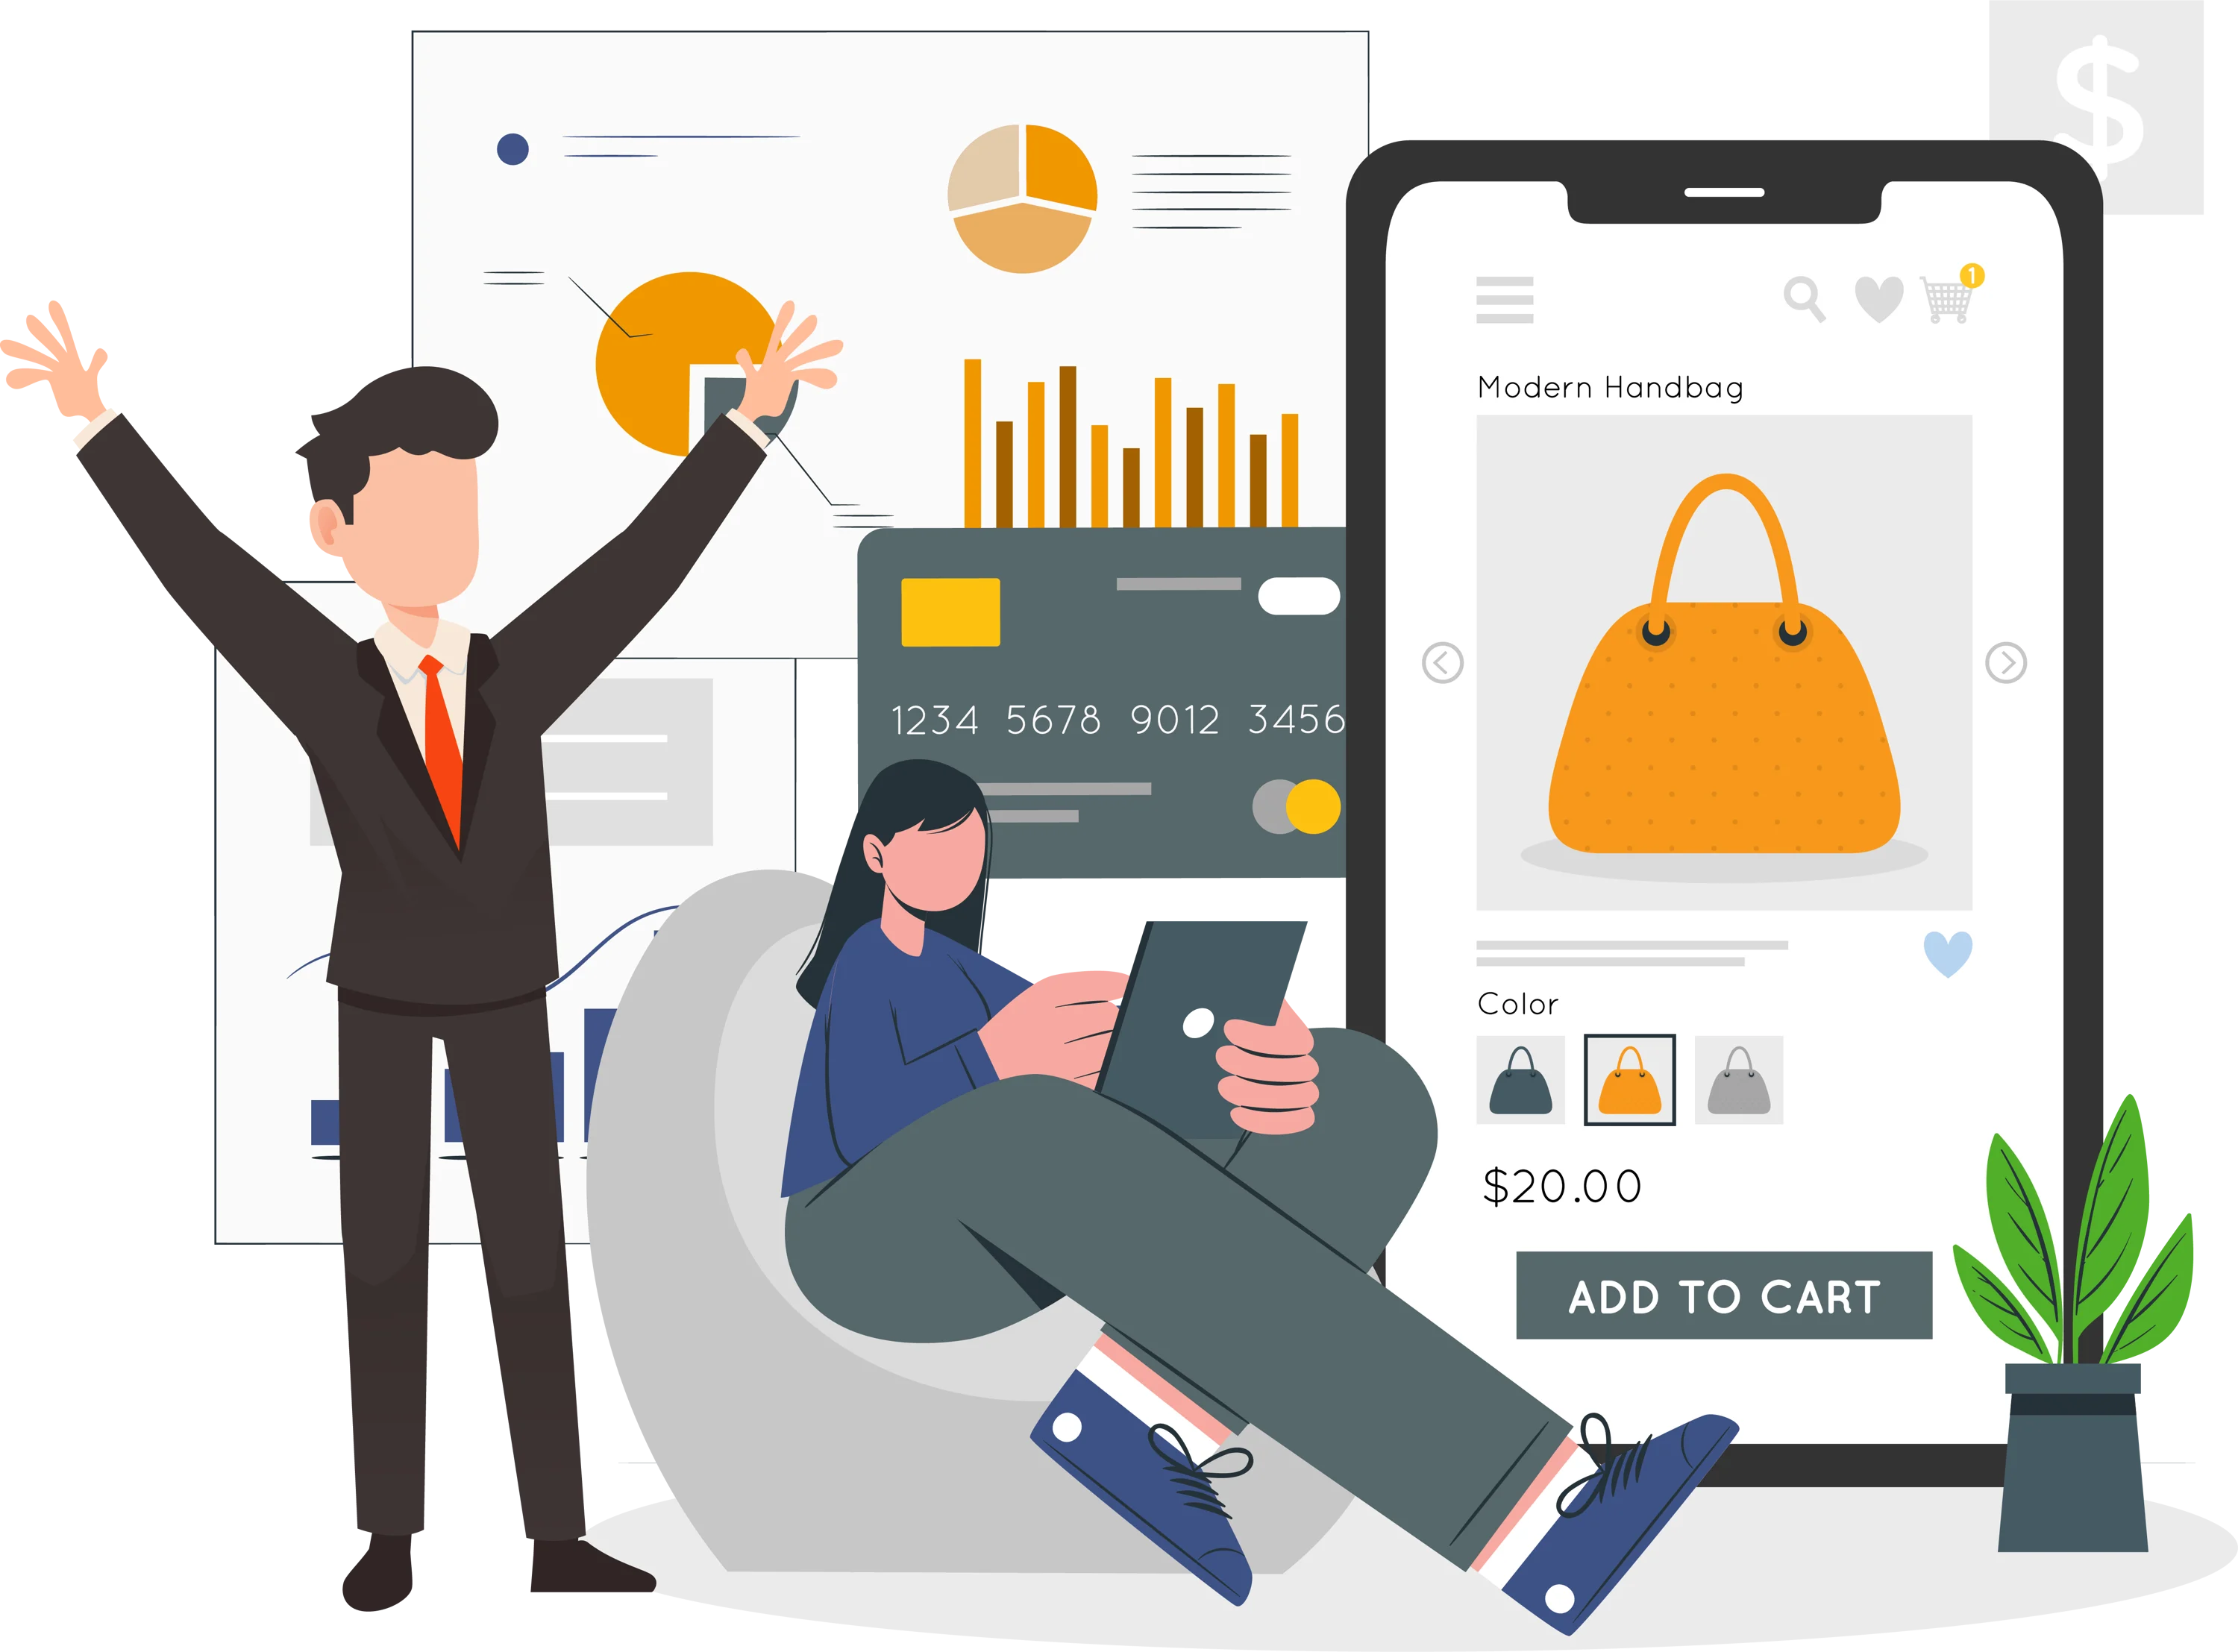 $
1
Modern Handbag
1234 5678 9012 3456
Color
$20.00
ADD TO CART